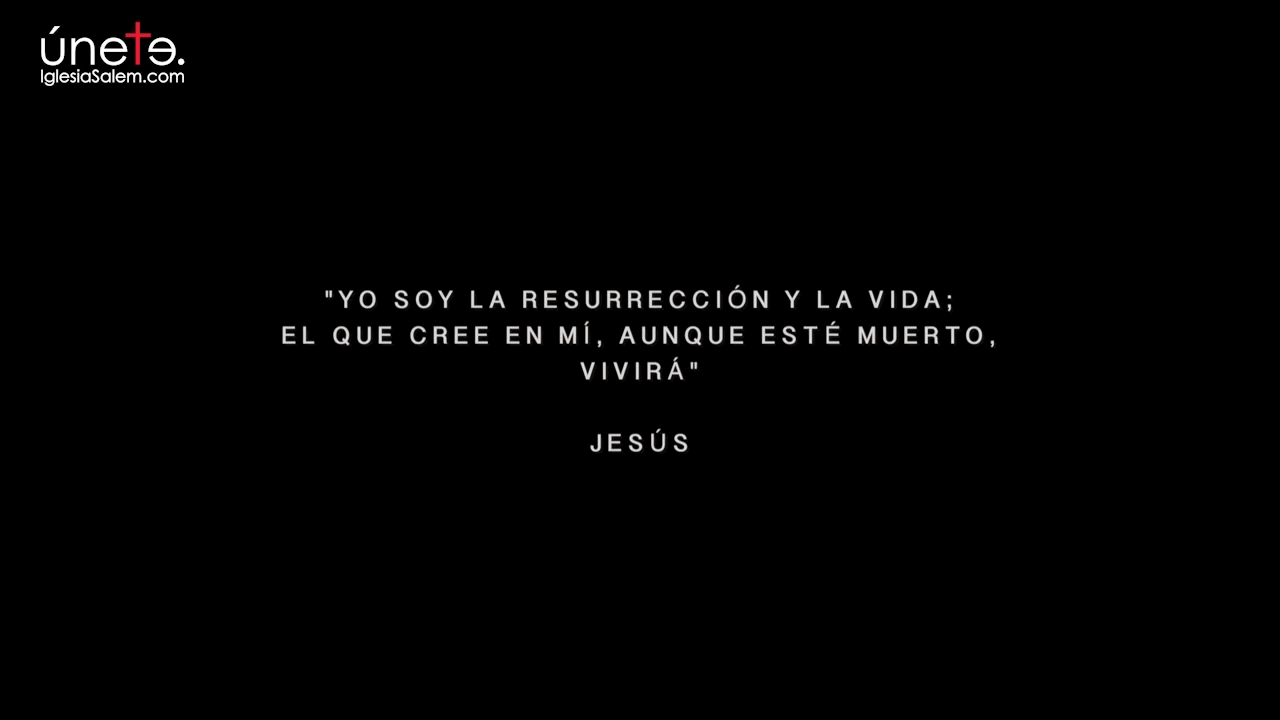 únete.
IglesiaSalem.com
"YO SOY LA RESURRECCIÓN Y LA VIDA;
EL QUE CREE EN MÍ, AUNQUE ESTÉ MUERTO,
VIVIRÁ"
JESÚS